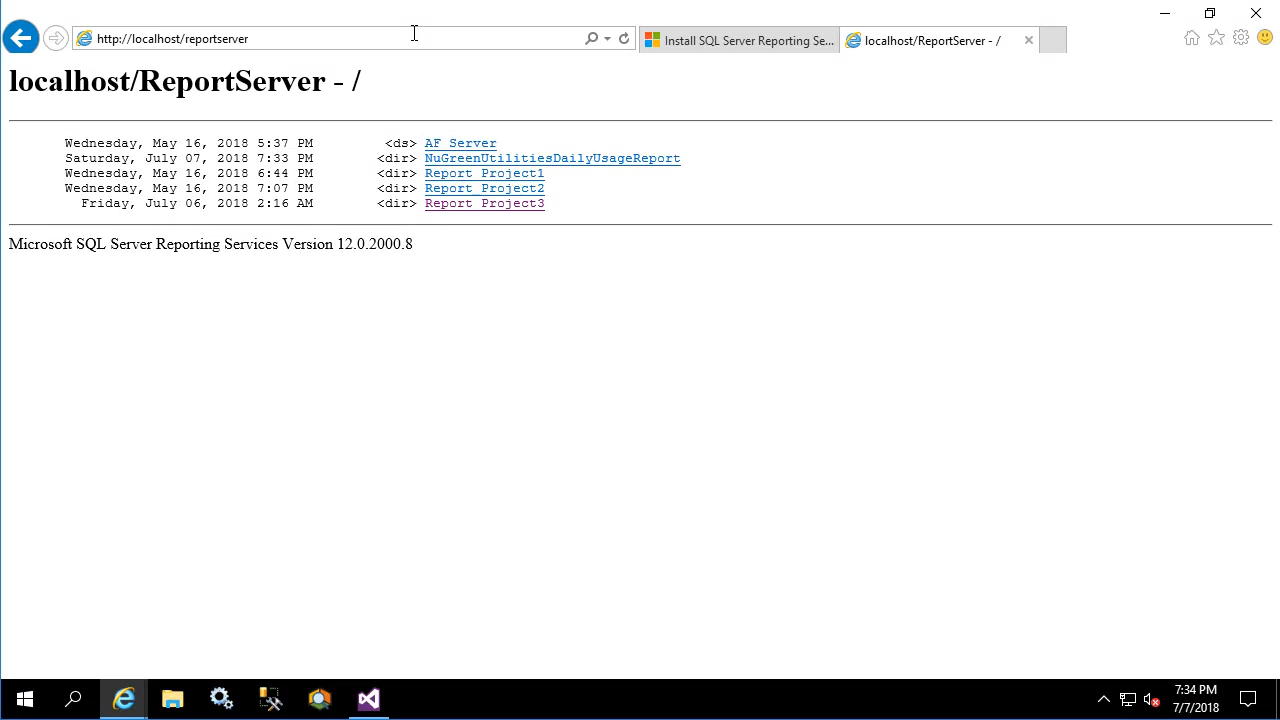 http://localhost/reportserver
Install SQL Server Reporting Se...
localhost/ReportServer - /
localhost/ReportServer - /
Wednesday, May 16, 2018 5:37 PM <ds> AF Server
Saturday, July 07, 2018 7:33 PM <dir> NuGreenUtilitiesDailyUsageReport
Wednesday, May 16, 2018 6:44 PM <dir> Report Project1
Wednesday, May 16, 2018 7:07 PM <dir> Report Project2
Friday, July 06, 2018 2:16 AM <dir> Report Project3
Microsoft SQL Server Reporting Services Version 12.0.2000.8
7:34 PM
7/7/2018